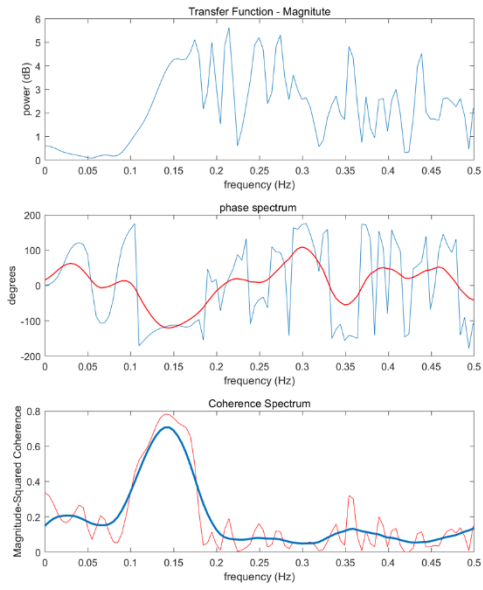 Transfer Function - Magnitute
power (dB)
6
5
4
3
2
1
0
0 0.05 0.1 0.15 0.2 0.25 0.3 0.35 0.4 0.45 0.5
frequency (Hz)
phase spectrum
degrees
200
100
0
-100
-200
0 0.05 0.1 0.15 0.2 0.25 0.3 0.35 0.4 0.45 0.5
frequency (Hz)
Coherence Spectrum
Magnitude-Squared Coherence
0.8
0.6
0.4
0.2
0
0 0.05 0.1 0.15 0.2 0.25 0.3 0.35 0.4 0.45 0.5
frequency (Hz)